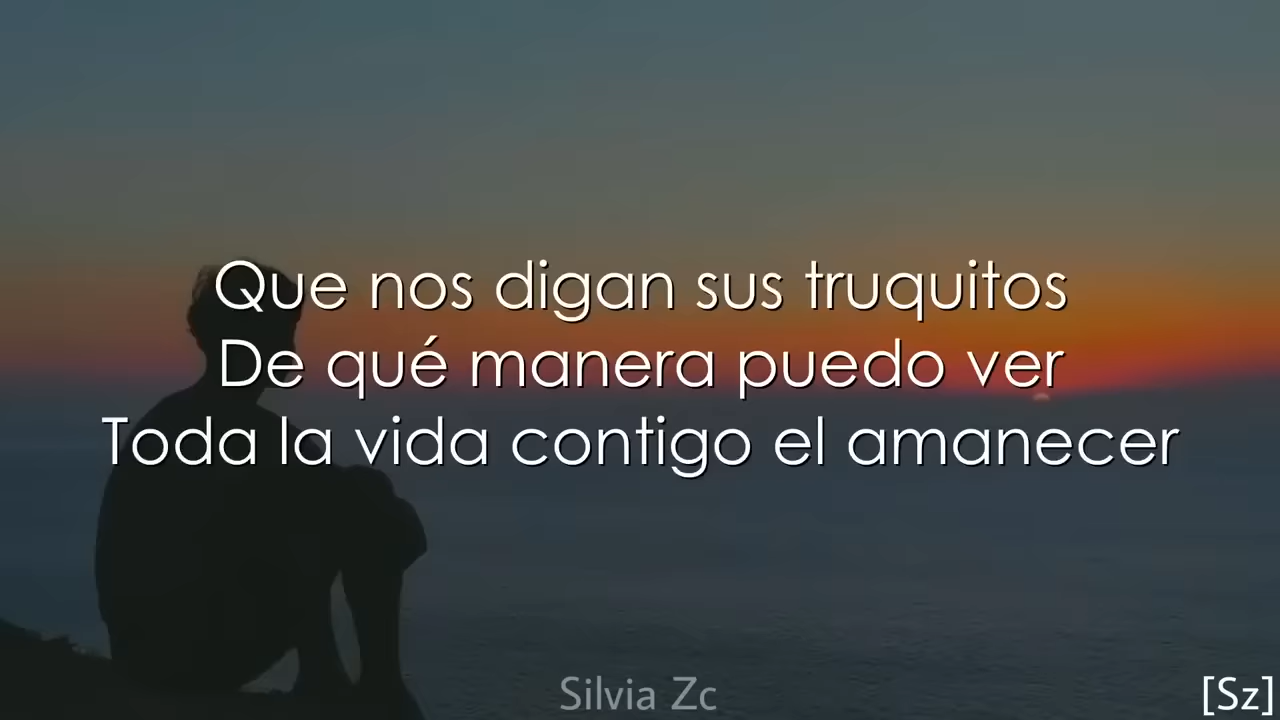 Que nos digan sus truquitos
De qué manera puedo ver
Toda la vida contigo el amanecer
Silvia Zc
[Sz]